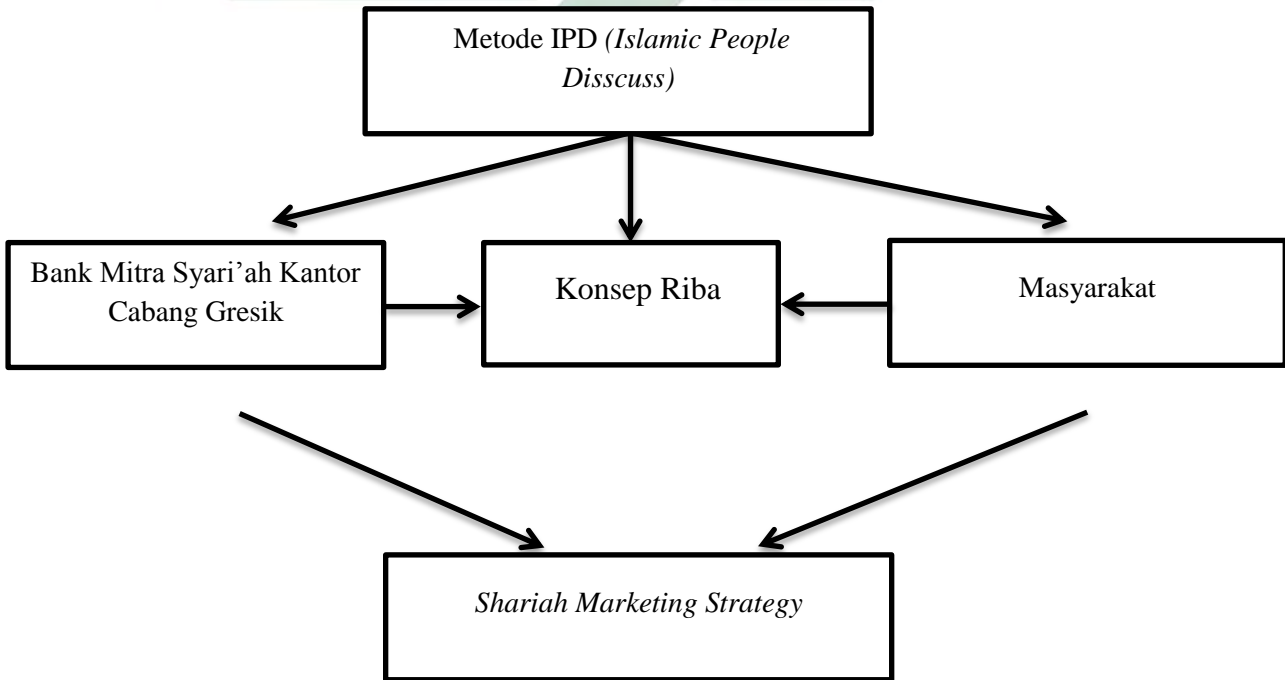 Metode IPD (Islamic People
Disscuss)
Bank Mitra Syari’ah Kantor
Cabang Gresik
Konsep Riba
Masyarakat
Shariah Marketing Strategy